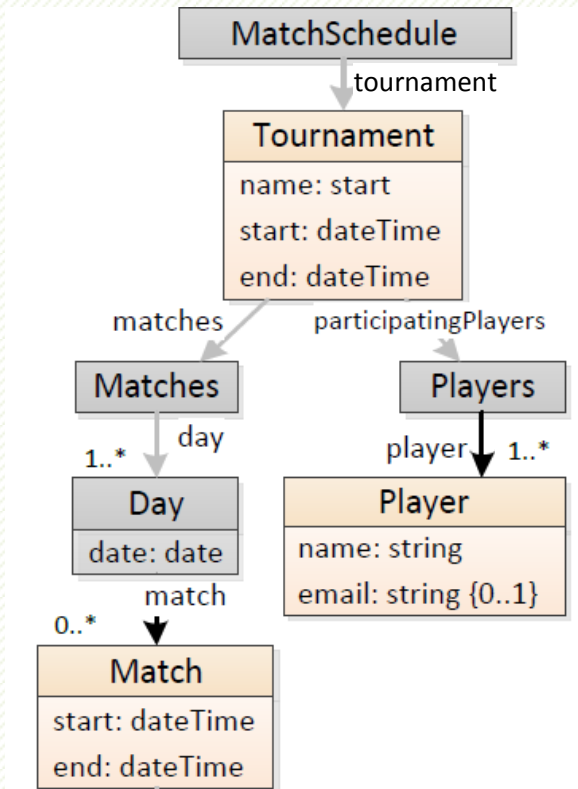 MatchSchedule
tournament
Tournament
name: start
start: dateTime
end: dateTime
matches
participatingPlayers
Matches
Players
day
1..*
player
1..*
Day
date: date
Player
name: string
email: string {0..1}
match
0..*
Match
start: dateTime
end: dateTime